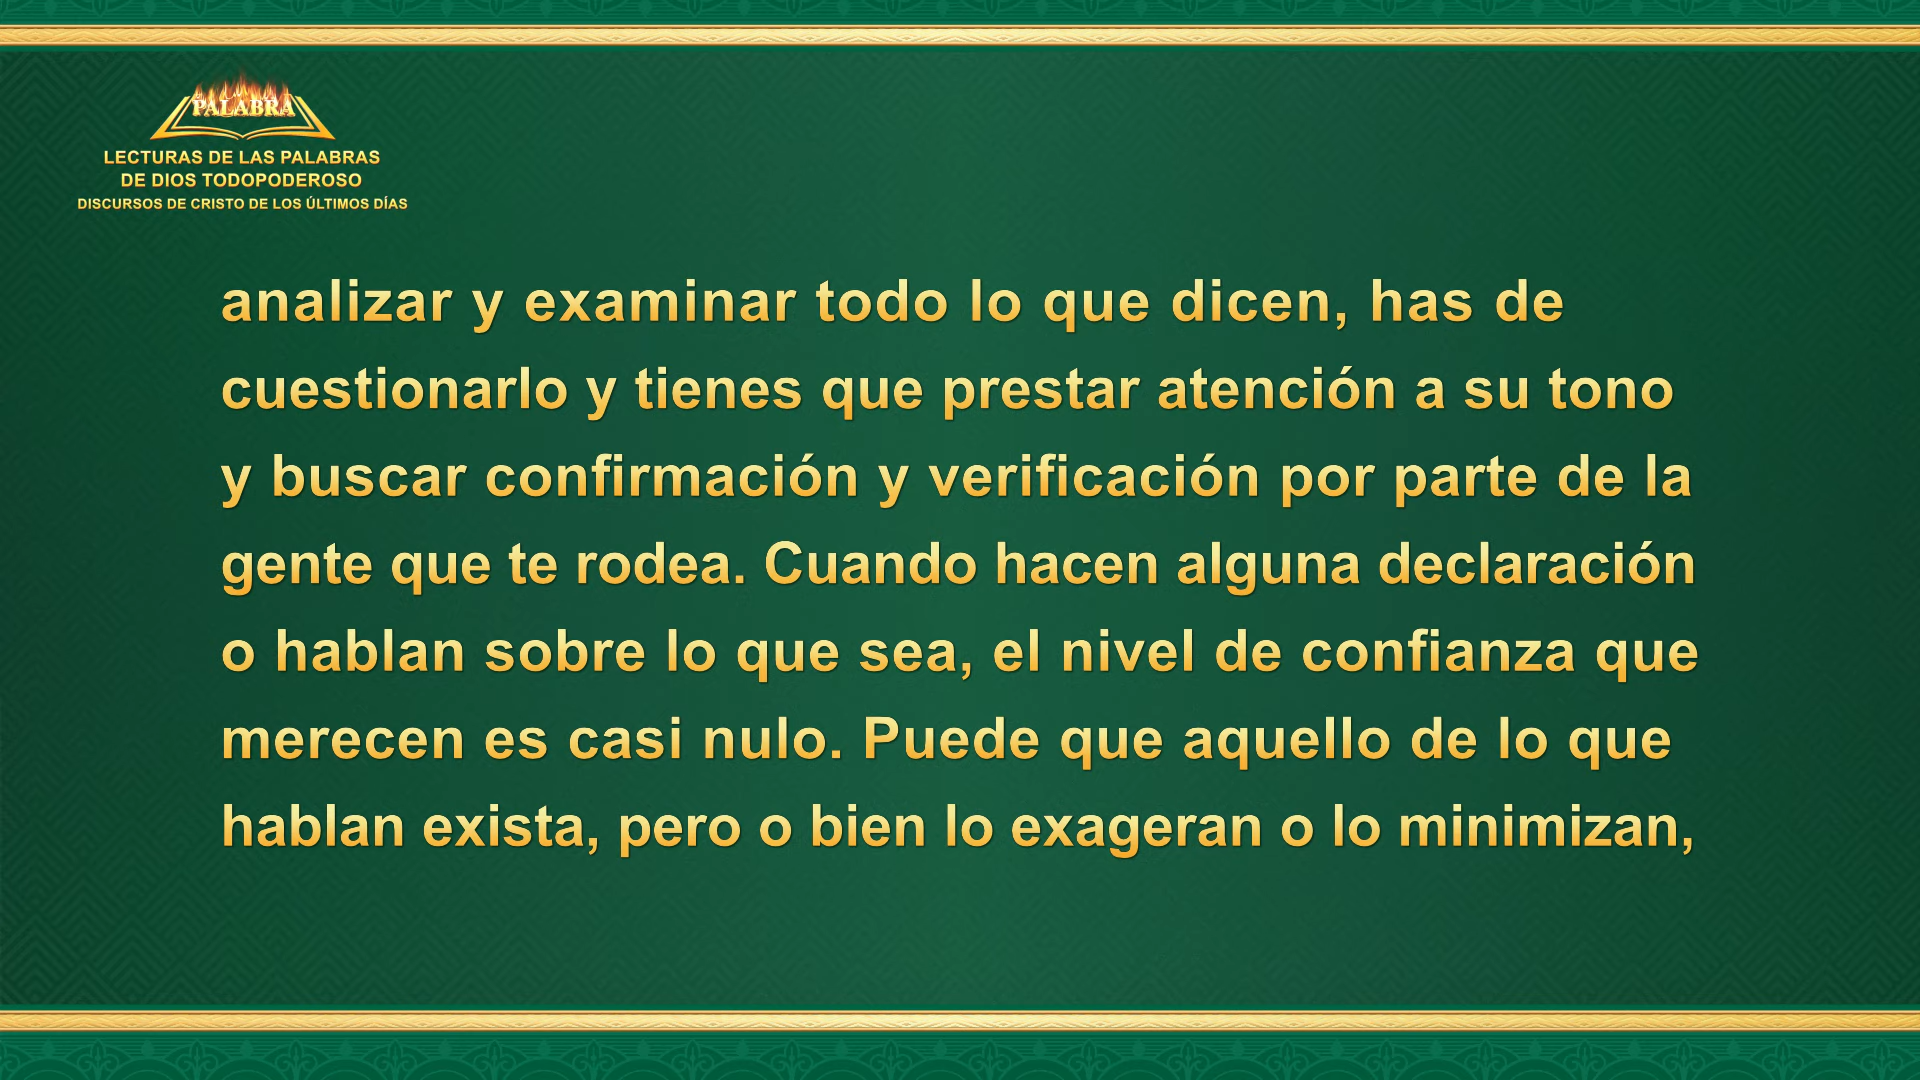 PALABRA
LECTURAS DE LAS PALABRAS
DE DIOS TODOPODEROSO
DISCURSOS DE CRISTO DE LOS ÚLTIMOS DÍAS
analizar y examinar todo lo que dicen, has de
cuestionarlo y tienes que prestar atención a su tono
y buscar confirmación y verificación por parte de la
gente que te rodea. Cuando hacen alguna declaración
o hablan sobre lo que sea, el nivel de confianza que
merecen es casi nulo. Puede que aquello de lo que
hablan exista, pero o bien lo exageran o lo minimizan,